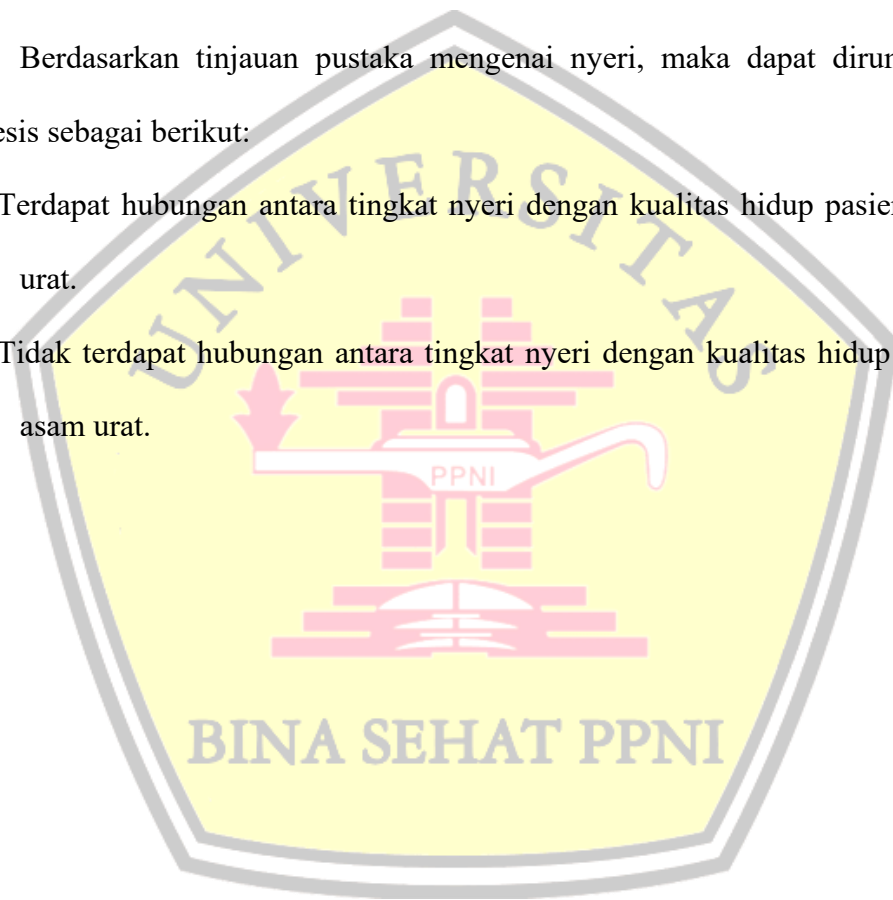 Berdasarkan tinjauan pustaka mengenai nyeri, maka dapat dirun
esis sebagai berikut:
Terdapat hubungan antara tingkat nyeri dengan kualitas hidup pasien
urat.
Tidak terdapat hubungan antara tingkat nyeri dengan kualitas hidup
asam urat.
UNIVERSITAS
PPNI
BINA SEHAT PPNI